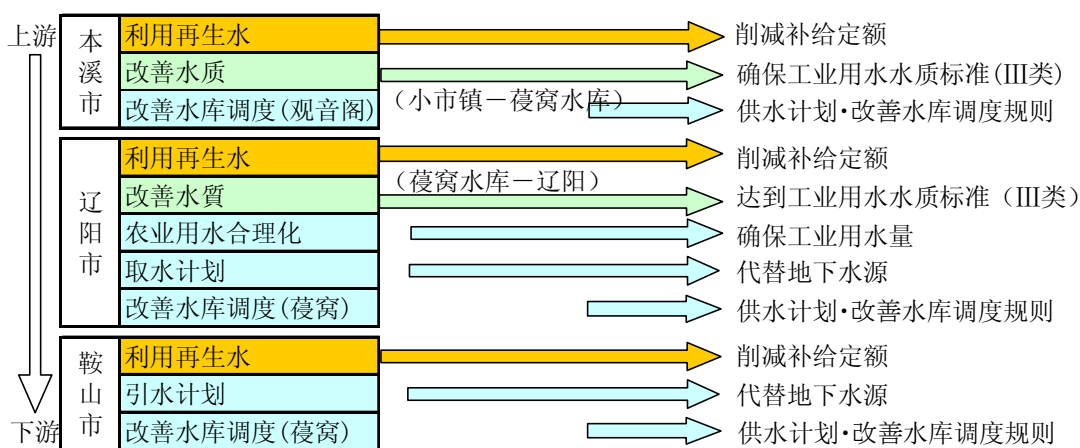 上游
本溪市
利用再生水
削减补给定额
改善水质
确保工业用水水质标准(III类)
改善水库调度(观音阁)
（小市镇－葠窝水库）
供水计划·改善水库调度规则
辽阳市
利用再生水
削减补给定额
（葠窝水库－辽阳）
改善水質
达到工业用水水质标准（III类）
农业用水合理化
确保工业用水量
取水计划
代替地下水源
改善水库调度(葠窝)
供水计划·改善水库调度规则
鞍山市
利用再生水
削减补给定额
引水计划
代替地下水源
下游
改善水库调度(葠窝)
供水计划·改善水库调度规则